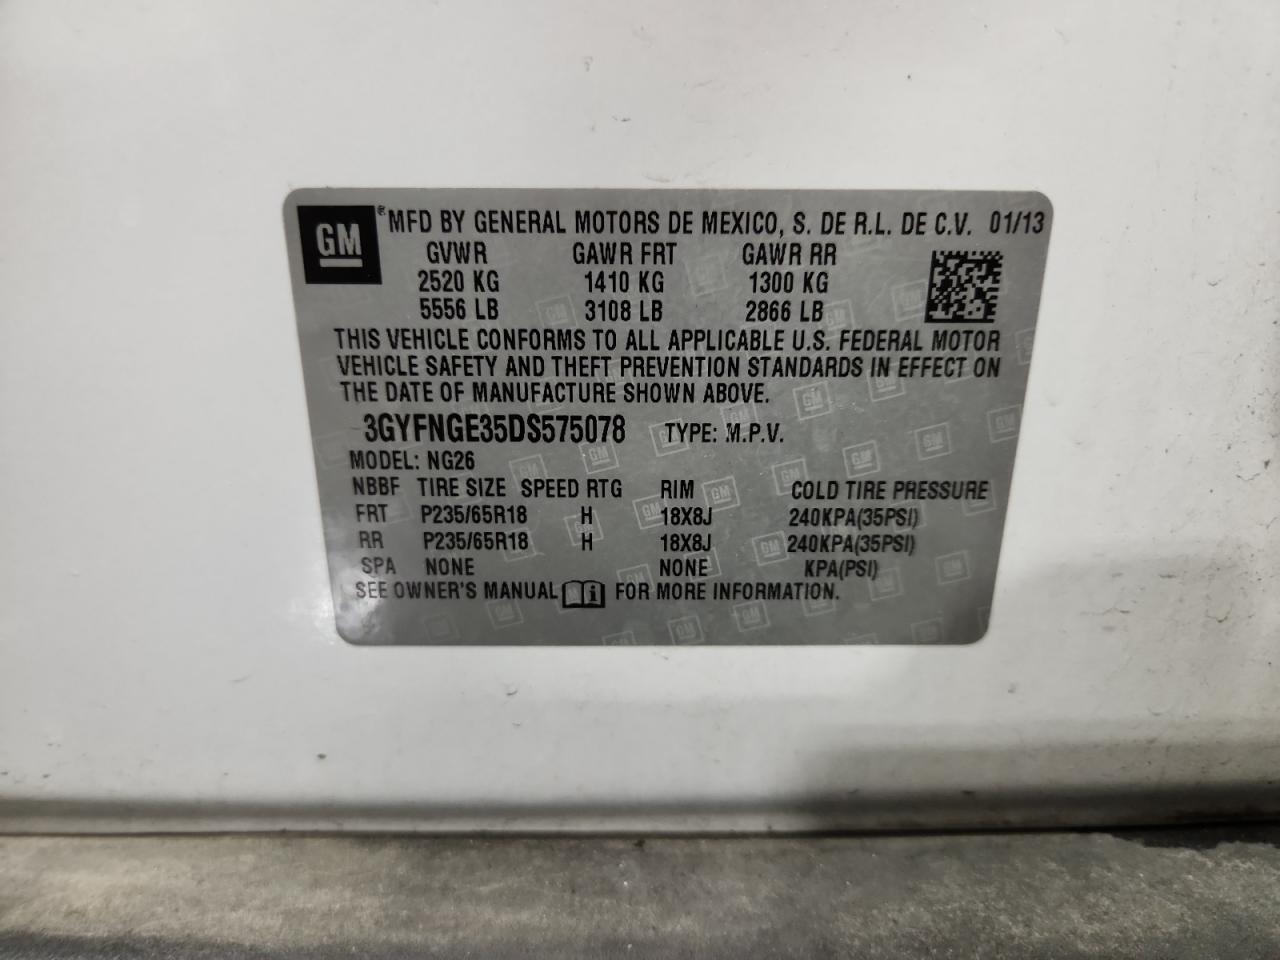 GM ® MFD BY GENERAL MOTORS DE MEXICO, S. DE R.L. DE C.V. 01/13
GVWR GAWR FRT GAWR RR
2520 KG 1410 KG 1300 KG
5556 LB 3108 LB 2866 LB
THIS VEHICLE CONFORMS TO ALL APPLICABLE U.S. FEDERAL MOTOR
VEHICLE SAFETY AND THEFT PREVENTION STANDARDS IN EFFECT ON
THE DATE OF MANUFACTURE SHOWN ABOVE.
3GYFNGE35DS575078 TYPE: M.P.V.
MODEL: NG26
NBBF TIRE SIZE SPEED RTG RIM COLD TIRE PRESSURE
FRT P235/65R18 H 18X8J 240KPA(35PSI)
RR P235/65R18 H 18X8J 240KPA(35PSI)
SPA NONE NONE KPA(PSI)
SEE OWNER'S MANUAL i FOR MORE INFORMATION.